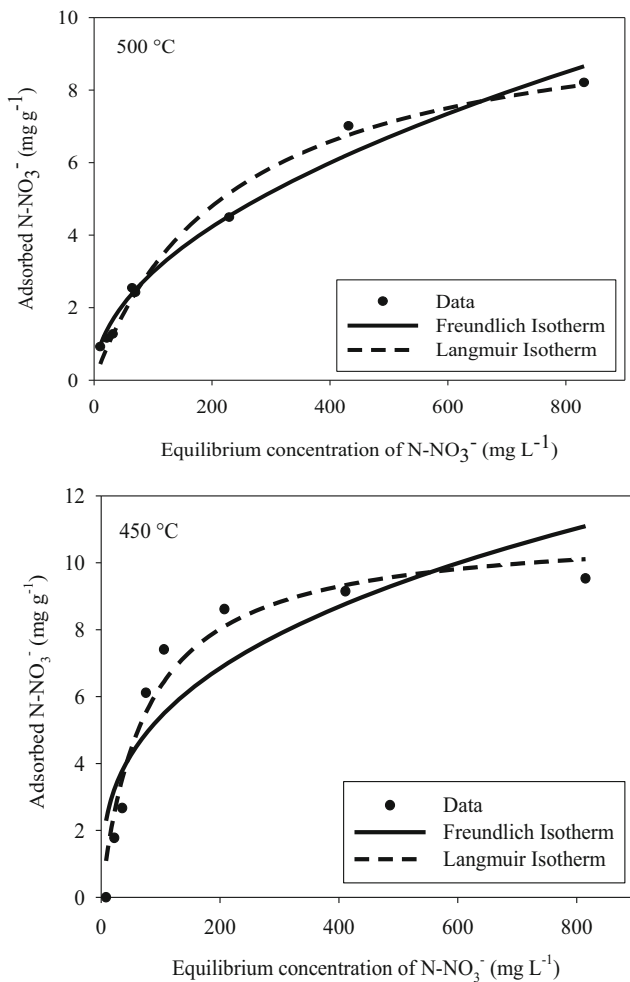 10
500 °C
8
6
4
2
0
Adsorbed N-NO3- (mg g-1)
Data
Freundlich Isotherm
Langmuir Isotherm
0 200 400 600 800
Equilibrium concentration of N-NO3- (mg L-1)
12
450 °C
10
8
6
4
2
0
Adsorbed N-NO3- (mg g-1)
Data
Freundlich Isotherm
Langmuir Isotherm
0 200 400 600 800
Equilibrium concentration of N-NO3- (mg L-1)